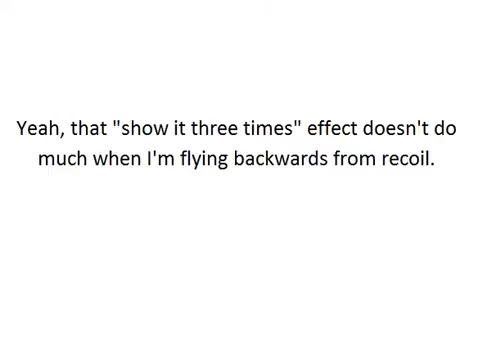 Yeah, that "show it three times" effect doesn't do
much when I'm flying backwards from recoil.